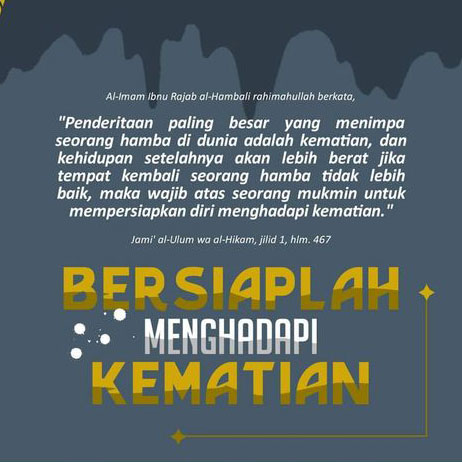 Al-Imam Ibnu Rajab al-Hambali rahimahullah berkata,
"Penderitaan paling besar yang menimpa
seorang hamba di dunia adalah kematian, dan
kehidupan setelahnya akan lebih berat jika
tempat kembali seorang hamba tidak lebih
baik, maka wajib atas seorang mukmin untuk
mempersiapkan diri menghadapi kematian."
Jami' al-Ulum wa al-Hikam, jilid 1, hlm. 467
BERSIAPLAH
MENGHADAPI
KEMATIAN